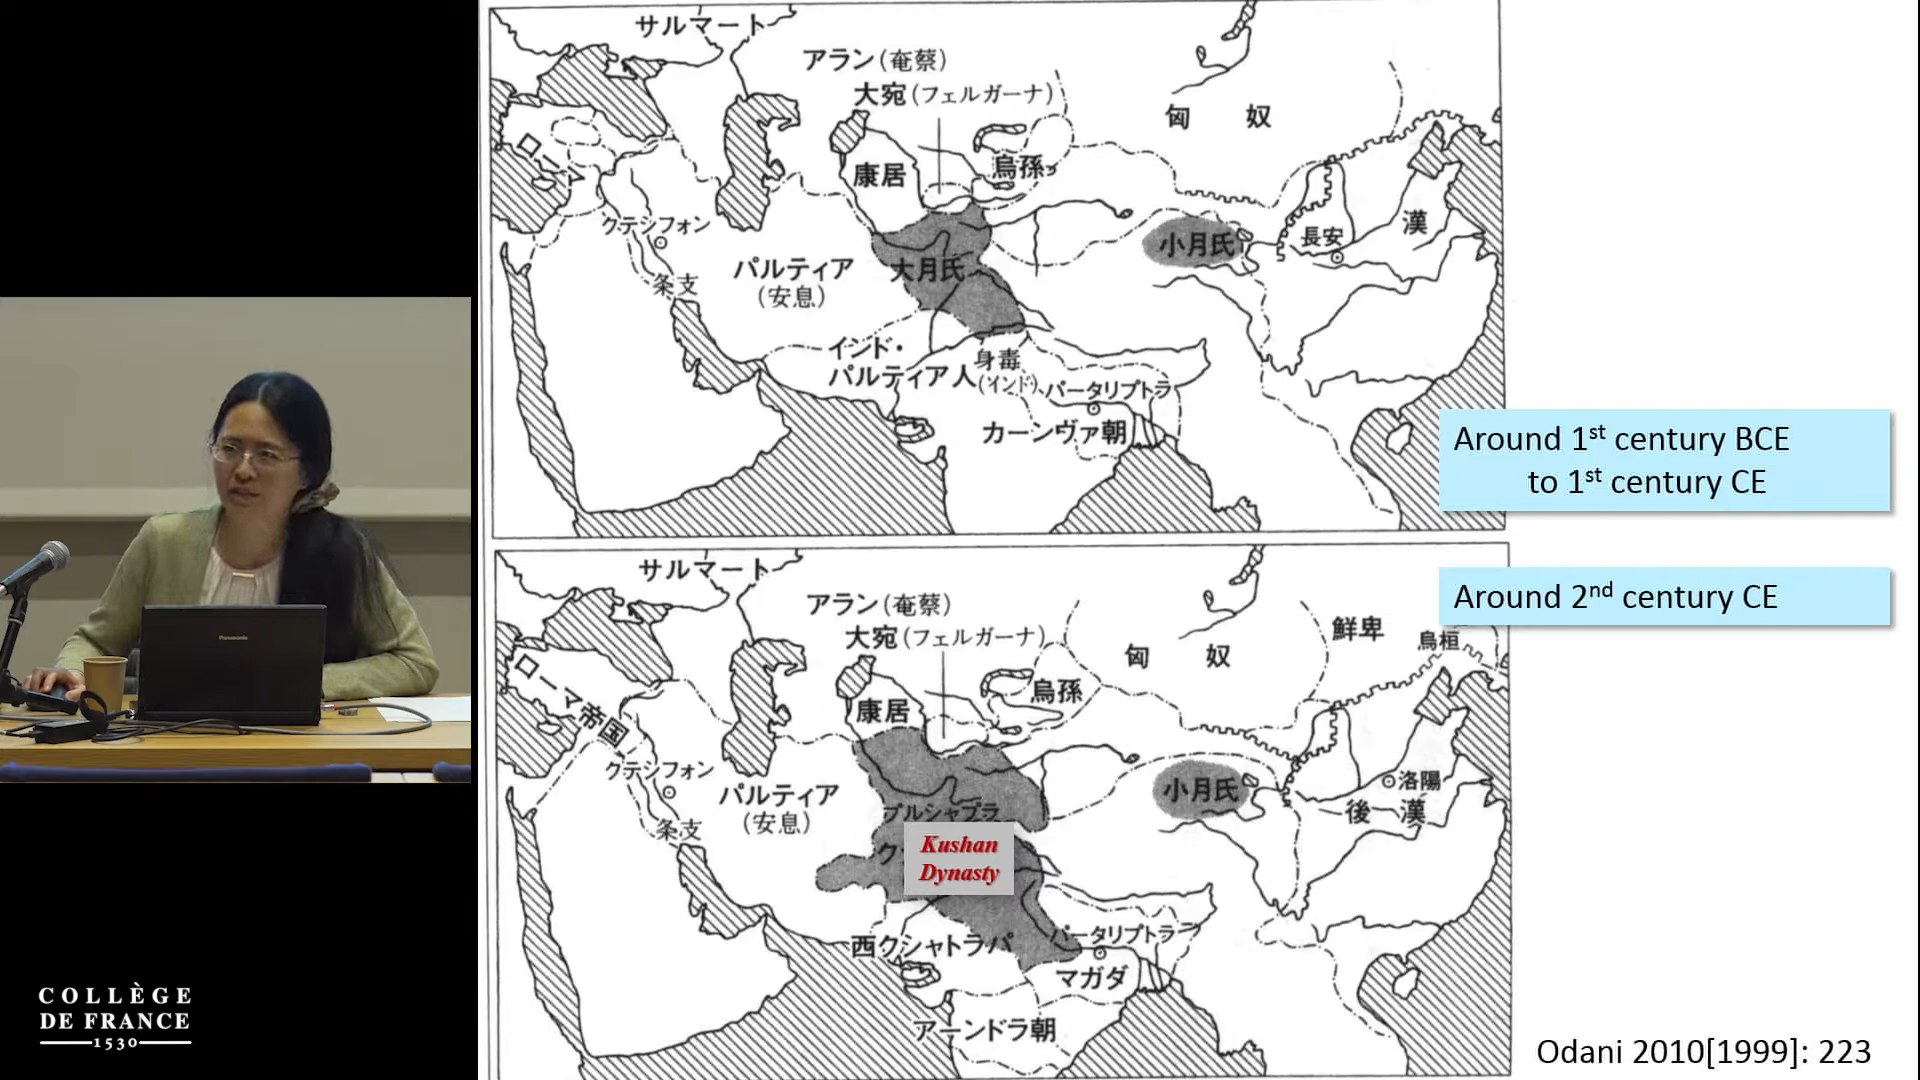 サルマート
アラン(奄蔡)
大宛(フェルガーナ)
匈 奴
ローマ
康居
烏孫
クテシフォン
小月氏
長安
漢
パルティア
(安息)
大月氏
条支
インド・
パルティア人
身毒
(インド)
パータリプトラ
カーンヴァ朝
Around 1st century BCE
to 1st century CE
サルマート
アラン(奄蔡)
大宛(フェルガーナ)
匈 奴
鮮卑
烏桓
ローマ帝国
康居
烏孫
クテシフォン
小月氏
洛陽
後漢
パルティア
(安息)
プルシャプラ
ク
Kushan
Dynasty
条支
西クシャトラパ
パータリプトラ
マガダ
アーンドラ朝
Around 2nd century CE
Odani 2010[1999]: 223
Panasonic
COLLÈGE
DE FRANCE
1530